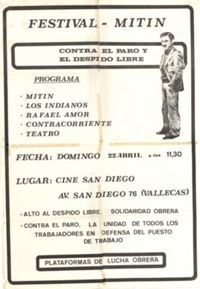 FESTIVAL - MITIN
CONTRA EL PARO Y
EL DESPIDO LIBRE
PROGRAMA
· MITIN
· LOS INDIANOS
· RAFAEL AMOR
· CONTRACORRIENTE
· TEATRO
FECHA: DOMINGO 22 ABRIL a las 11,30
LUGAR: CINE SAN DIEGO
AV. SAN DIEGO 76 (VALLECAS)
- ALTO AL DESPIDO LIBRE. SOLIDARIDAD OBRERA
- CONTRA EL PARO, LA UNIDAD DE TODOS LOS
TRABAJADORES EN DEFENSA DEL PUESTO
DE TRABAJO
PLATAFORMAS DE LUCHA OBRERA